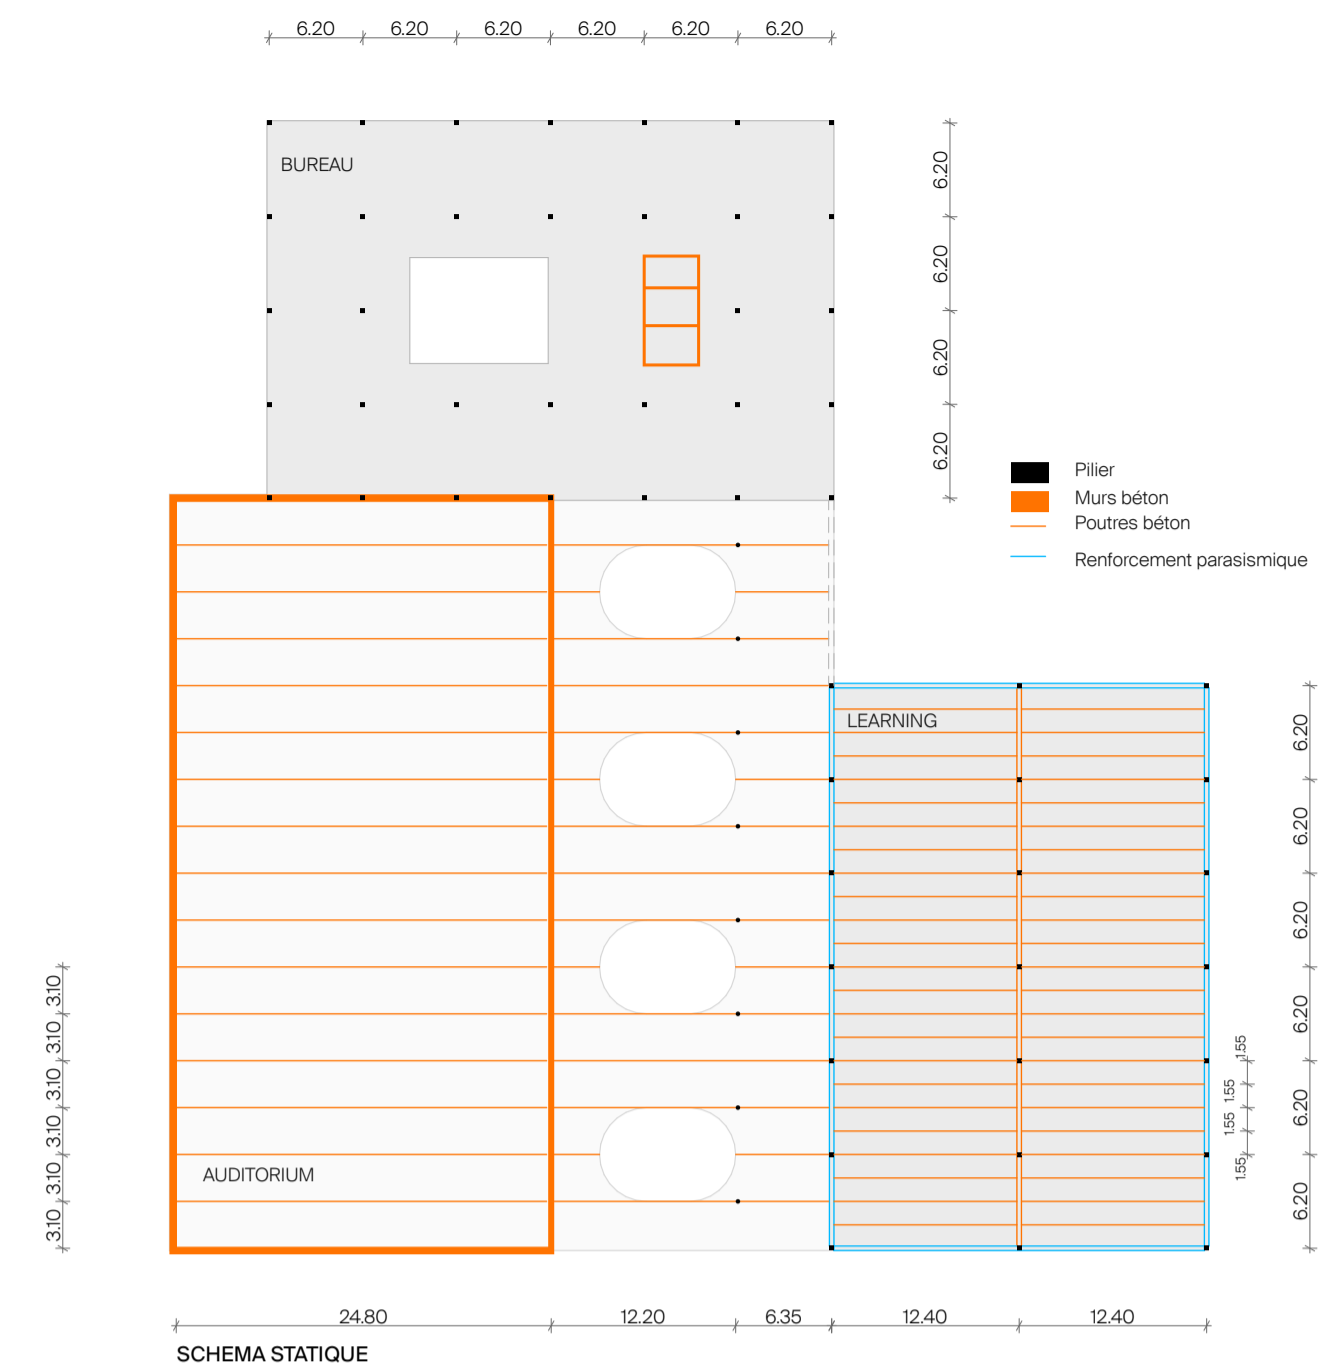 6.20 6.20 6.20 6.20 6.20 6.20
BUREAU
6.20
6.20
6.20
6.20
Pilier
Murs béton
Poutres béton
Renforcement parasismique
LEARNING
6.20
6.20
6.20
6.20
6.20
6.20
3.10
3.10
3.10
3.10
3.10
3.10
1.55
1.55
1.55
1.55
AUDITORIUM
24.80 12.20 6.35 12.40 12.40
SCHEMA STATIQUE